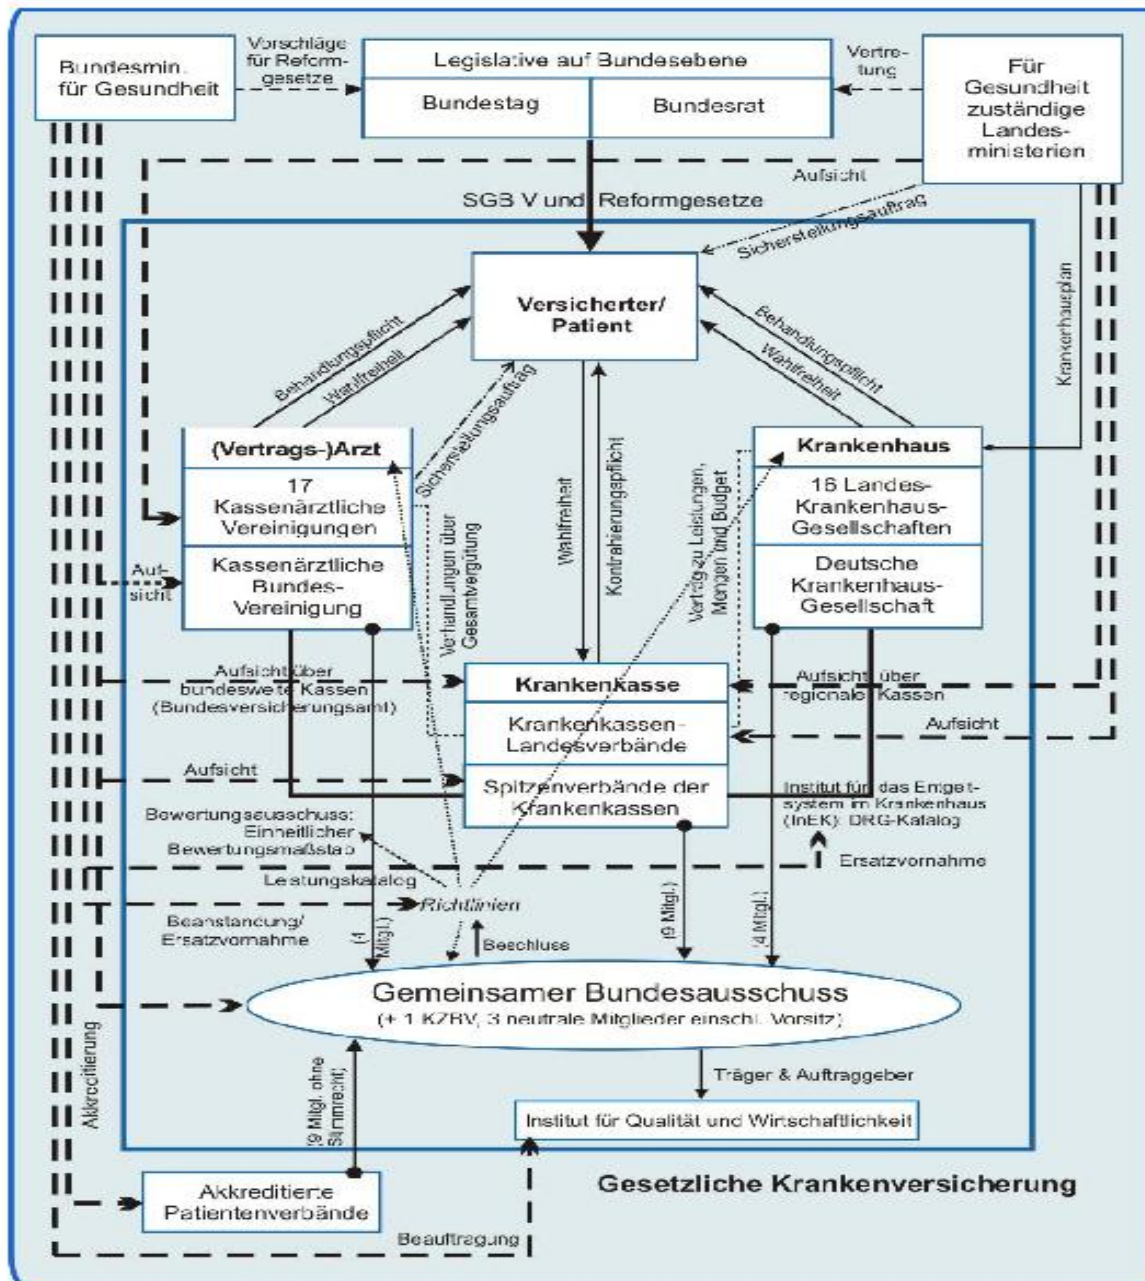 Bundesmin.
für Gesundheit
Vorschläge
für Reform-
gesetze
Legislative auf Bundesebene
Bundestag
Bundesrat
Vertre-
tung
Für
Gesundheit
zuständige
Landes-
ministerien
Aufsicht
SGB V und Reformgesetze
Sicherstellungsauftrag
Krankenhausplan
Versicherter/
Patient
Behandlungspflicht
Wahlfreiheit
Sicherstellungsauftrag
Behandlungspflicht
Wahlfreiheit
(Vertrags-)Arzt
17
Kassenärztliche
Vereinigungen
Kassenärztliche
Bundes-
Vereinigung
Auf-
sicht
Verhandlungen über
Gesamtvergütung
Wahlfreiheit
Kontrahierungspflicht
Vertrag zu Leistungen,
Mengen und Budget
Krankenhaus
16 Landes-
Krankenhaus-
Gesellschaften
Deutsche
Krankenhaus-
Gesellschaft
Aufsicht über
bundesweite Kassen
(Bundesversicherungsamt)
Krankenkasse
Krankenkassen-
Landesverbände
Spitzenverbände der
Krankenkassen
Aufsicht über
regionale Kassen
Aufsicht
Aufsicht
Institut für das Entgelt-
system im Krankenhaus
(InEK): DRG-Katalog
Ersatzvornahme
Bewertungsausschuss:
Einheitlicher
Bewertungsmaßstab
Leistungskatalog
Richtlinien
Beanstandung/
Ersatzvornahme
(4
Mitgl.)
Beschluss
(9 Mitgl.)
(4 Mitgl.)
Gemeinsamer Bundesausschuss
(+ 1 KZBV, 3 neutrale Mitglieder einschl. Vorsitz)
Akkreditierung
(9 Mitgl. ohne
Stimmrecht)
Träger & Auftraggeber
Institut für Qualität und Wirtschaftlichkeit
Akkreditierte
Patientenverbände
Gesetzliche Krankenversicherung
Beauftragung